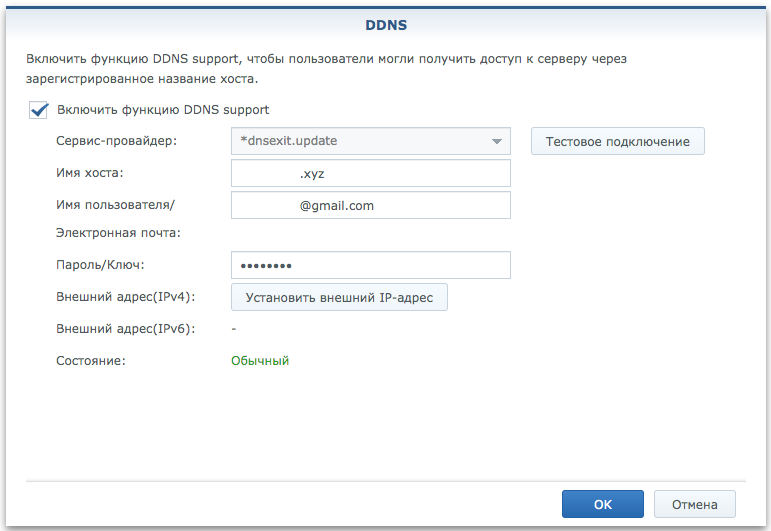 DDNS
Включить функцию DDNS support, чтобы пользователи могли получить доступ к серверу через
зарегистрированное название хоста.
Включить функцию DDNS support
Сервис-провайдер:
*dnsexit.update
Тестовое подключение
Имя хоста:
.xyz
Имя пользователя/
@gmail.com
Электронная почта:
Пароль/Ключ:
••••••••
Внешний адрес(IPv4):
Установить внешний IP-адрес
Внешний адрес(IPv6):
-
Состояние:
Обычный
OK
Отмена